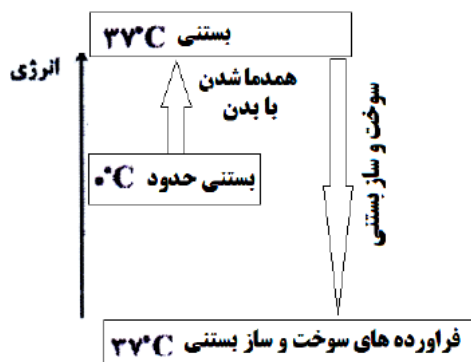 بستنی ۳۷°C
انرژی
همدما شدن
با بدن
سوخت و ساز بستنی
بستنی حدود ۰°C
فراورده های سوخت و ساز بستنی ۳۷°C